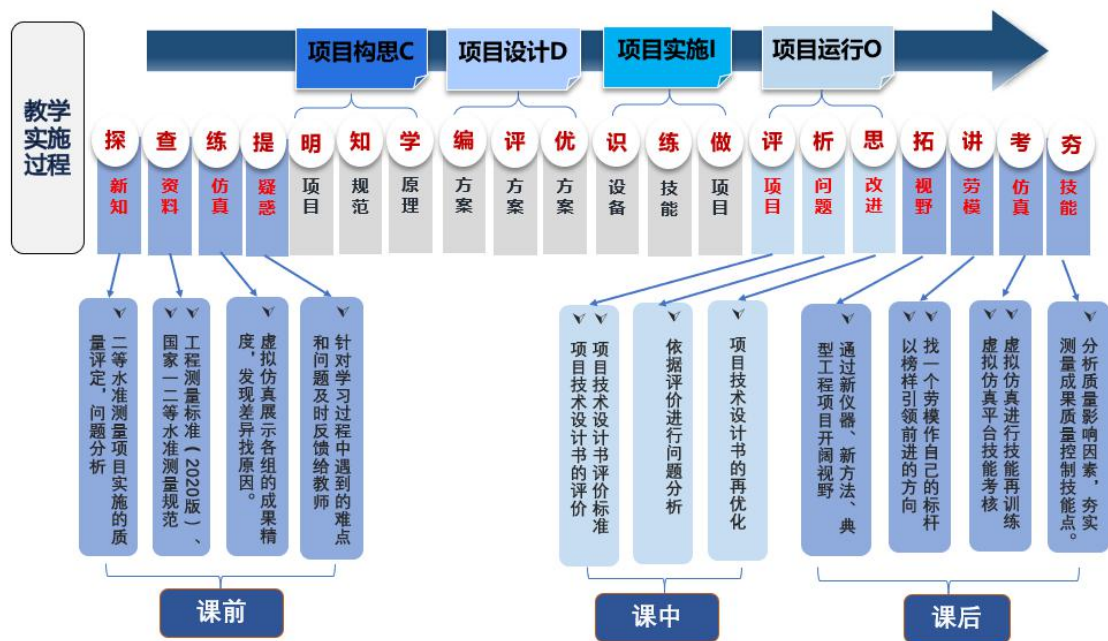 项目构思C
项目设计D
项目实施I
项目运行O
教学
实施
过程
探
查
练
提
明
知
学
编
评
优
识
练
做
评
析
思
拓
讲
考
夯
新知
资料
仿真
疑惑
项目
规范
原理
方案
方案
方案
设备
技能
项目
项目
问题
改进
视野
劳模
仿真
技能
二等水准测量项目实施的质
量评定，问题分析
工程测量标准（2020版）、
国家一二等水准测量规范
虚拟仿真展示各组的成果精
度，发现差异找原因。
针对学习过程中遇到的难点
和问题及时反馈给教师
项目技术设计书评价标准
项目技术设计书的评价
依据评价进行问题分析
项目技术设计书的再优化
通过新仪器、新方法、典
型工程项目开阔视野
找一个劳模作自己的标杆
以榜样引领前进的方向
虚拟仿真进行技能再训练
虚拟仿真平台技能考核
分析质量影响因素，夯实
测量成果质量控制技能点。
课前
课中
课后